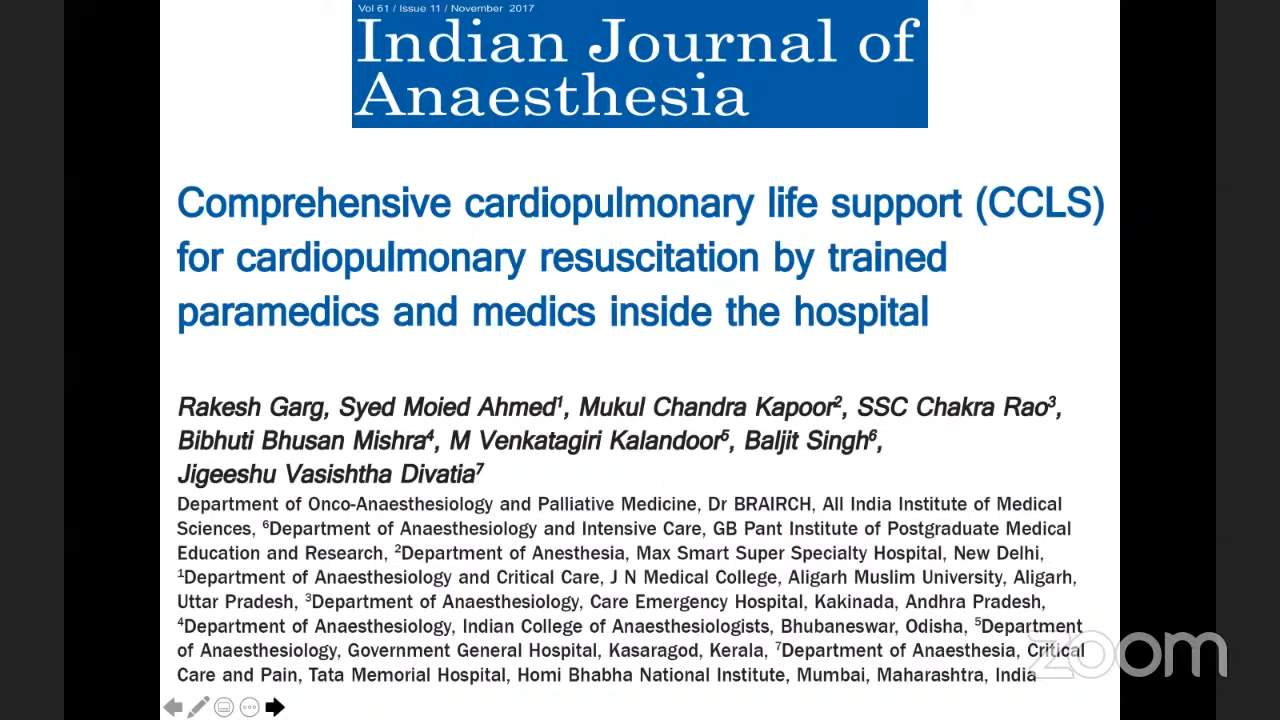 Vol 61 / Issue 11 / November 2017
Indian Journal of
Anaesthesia
Comprehensive cardiopulmonary life support (CCLS)
for cardiopulmonary resuscitation by trained
paramedics and medics inside the hospital
Rakesh Garg, Syed Moied Ahmed¹, Mukul Chandra Kapoor², SSC Chakra Rao³,
Bibhuti Bhusan Mishra⁴, M Venkatagiri Kalandoor⁵, Baljit Singh⁶,
Jigeeshu Vasishtha Divatia⁷
Department of Onco-Anaesthesiology and Palliative Medicine, Dr BRAIRCH, All India Institute of Medical
Sciences, ⁶Department of Anaesthesiology and Intensive Care, GB Pant Institute of Postgraduate Medical
Education and Research, ²Department of Anesthesia, Max Smart Super Specialty Hospital, New Delhi,
¹Department of Anaesthesiology and Critical Care, J N Medical College, Aligarh Muslim University, Aligarh,
Uttar Pradesh, ³Department of Anaesthesiology, Care Emergency Hospital, Kakinada, Andhra Pradesh,
⁴Department of Anaesthesiology, Indian College of Anaesthesiologists, Bhubaneswar, Odisha, ⁵Department
of Anaesthesiology, Government General Hospital, Kasaragod, Kerala, ⁷Department of Anaesthesia, Critical
Care and Pain, Tata Memorial Hospital, Homi Bhabha National Institute, Mumbai, Maharashtra, India
zoom